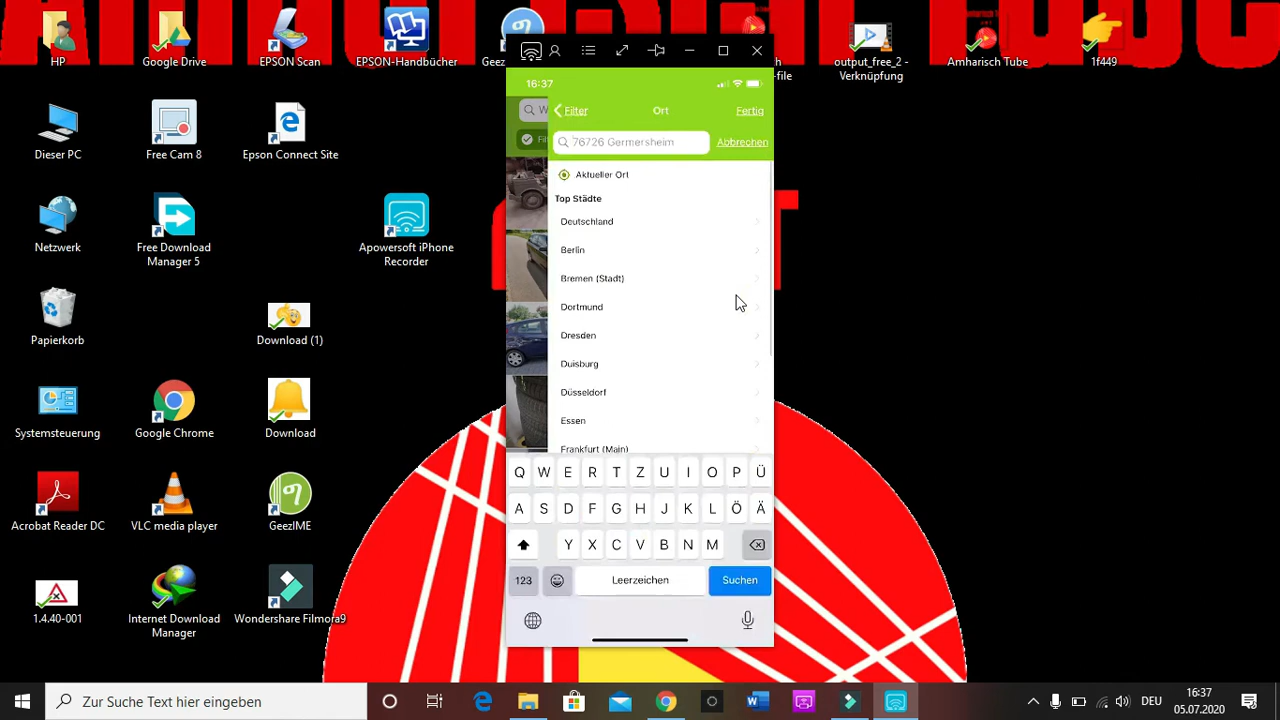 HP
Google Drive
EPSON Scan
EPSON-Handbücher
output_free_2 -
Verknüpfung
Amharisch Tube
1f449
Dieser PC
Free Cam 8
Epson Connect Site
Netzwerk
Free Download
Manager 5
Apowersoft iPhone
Recorder
Papierkorb
Download (1)
Systemsteuerung
Google Chrome
Download
Acrobat Reader DC
VLC media player
GeezIME
1.4.40-001
Internet Download
Manager
Wondershare Filmora9
16:37
Filter
Ort
Fertig
76726 Germersheim
Abbrechen
Aktueller Ort
Top Städte
Deutschland
Berlin
Bremen (Stadt)
Dortmund
Dresden
Duisburg
Düsseldorf
Essen
Frankfurt (Main)
Q W E R T Z U I O P Ü
A S D F G H J K L Ö Ä
Y X C V B N M
123
Leerzeichen
Suchen
Zur Suche Text hier eingeben
DEU
16:37
05.07.2020